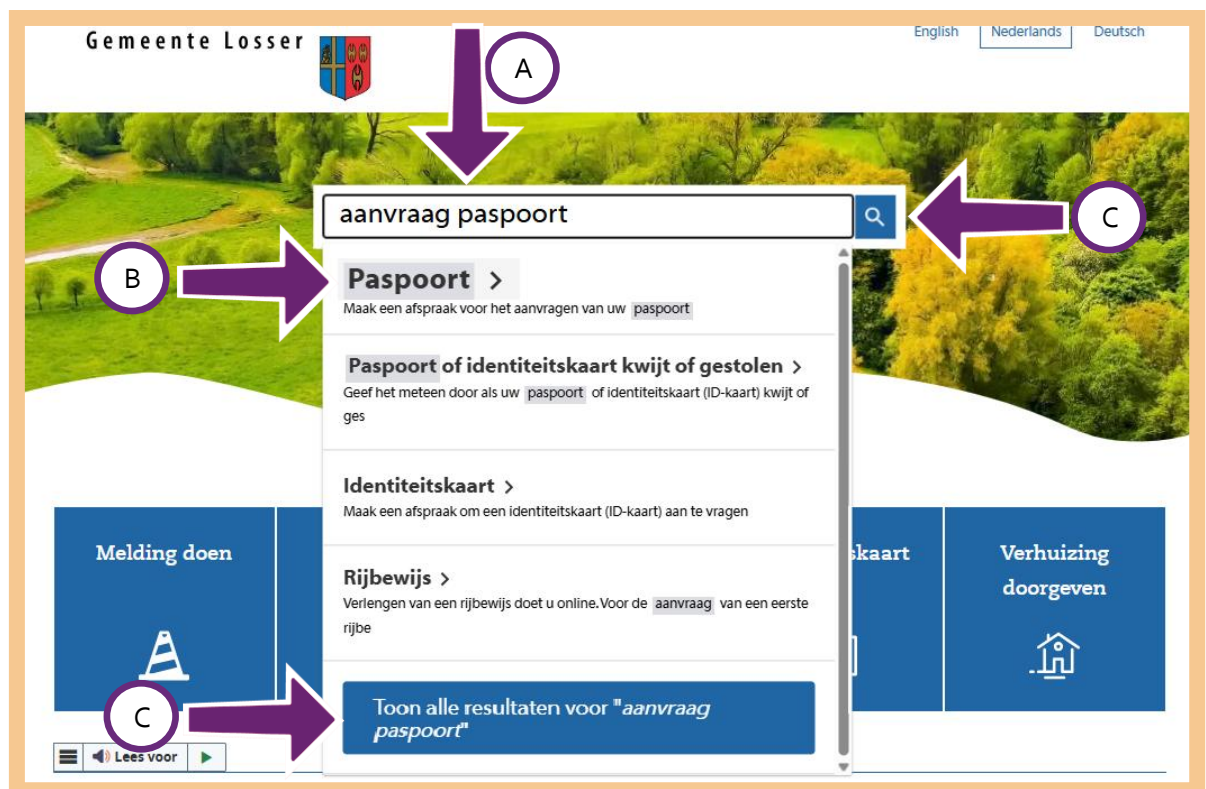 Gemeente Losser
English Nederlands Deutsch
A
aanvraag paspoort
C
B
Paspoort >
Maak een afspraak voor het aanvragen van uw paspoort
Paspoort of identiteitskaart kwijt of gestolen >
Geef het meteen door als uw paspoort of identiteitskaart (ID-kaart) kwijt of
ges
Identiteitskaart >
Maak een afspraak om een identiteitskaart (ID-kaart) aan te vragen
Rijbewijs >
Verlengen van een rijbewijs doet u online.Voor de aanvraag van een eerste
rijbe
Melding doen
skaart
Verhuizing
doorgeven
C
Toon alle resultaten voor "aanvraag
paspoort"
Lees voor